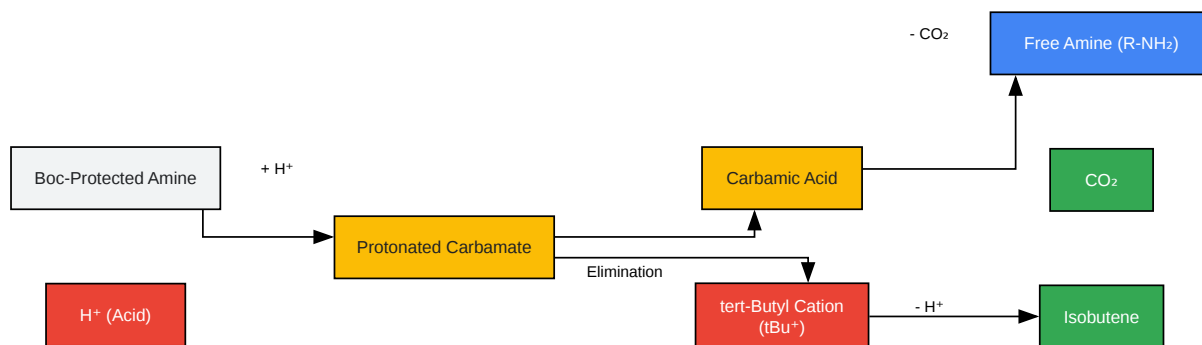 - CO₂
Free Amine (R-NH₂)
Boc-Protected Amine
+ H⁺
Carbamic Acid
CO₂
Protonated Carbamate
Elimination
H⁺ (Acid)
tert-Butyl Cation
(tBu⁺)
- H⁺
Isobutene